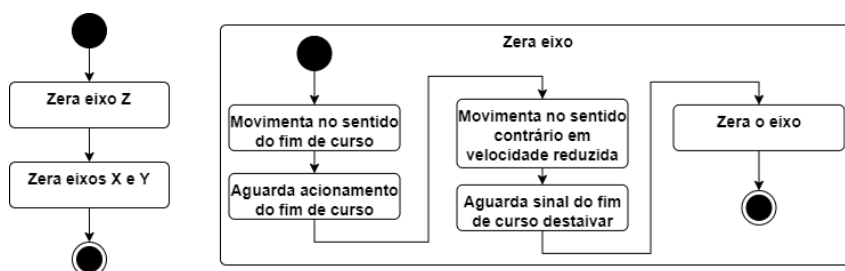 Zera eixo Z
Zera eixos X e Y
Zera eixo
Movimenta no sentido
do fim de curso
Aguarda acionamento
do fim de curso
Movimenta no sentido
contrário em
velocidade reduzida
Aguarda sinal do fim
de curso destaivar
Zera o eixo